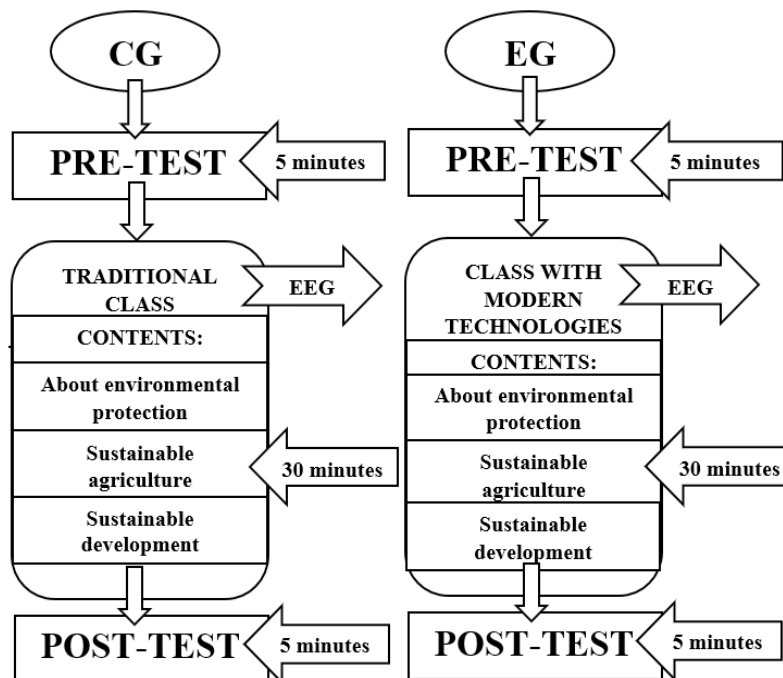 CG
PRE-TEST
5 minutes
TRADITIONAL
CLASS
EEG
CONTENTS:
About environmental
protection
Sustainable
agriculture
30 minutes
Sustainable
development
POST-TEST
5 minutes
EG
PRE-TEST
5 minutes
CLASS WITH
MODERN
TECHNOLOGIES
EEG
CONTENTS:
About environmental
protection
Sustainable
agriculture
30 minutes
Sustainable
development
POST-TEST
5 minutes